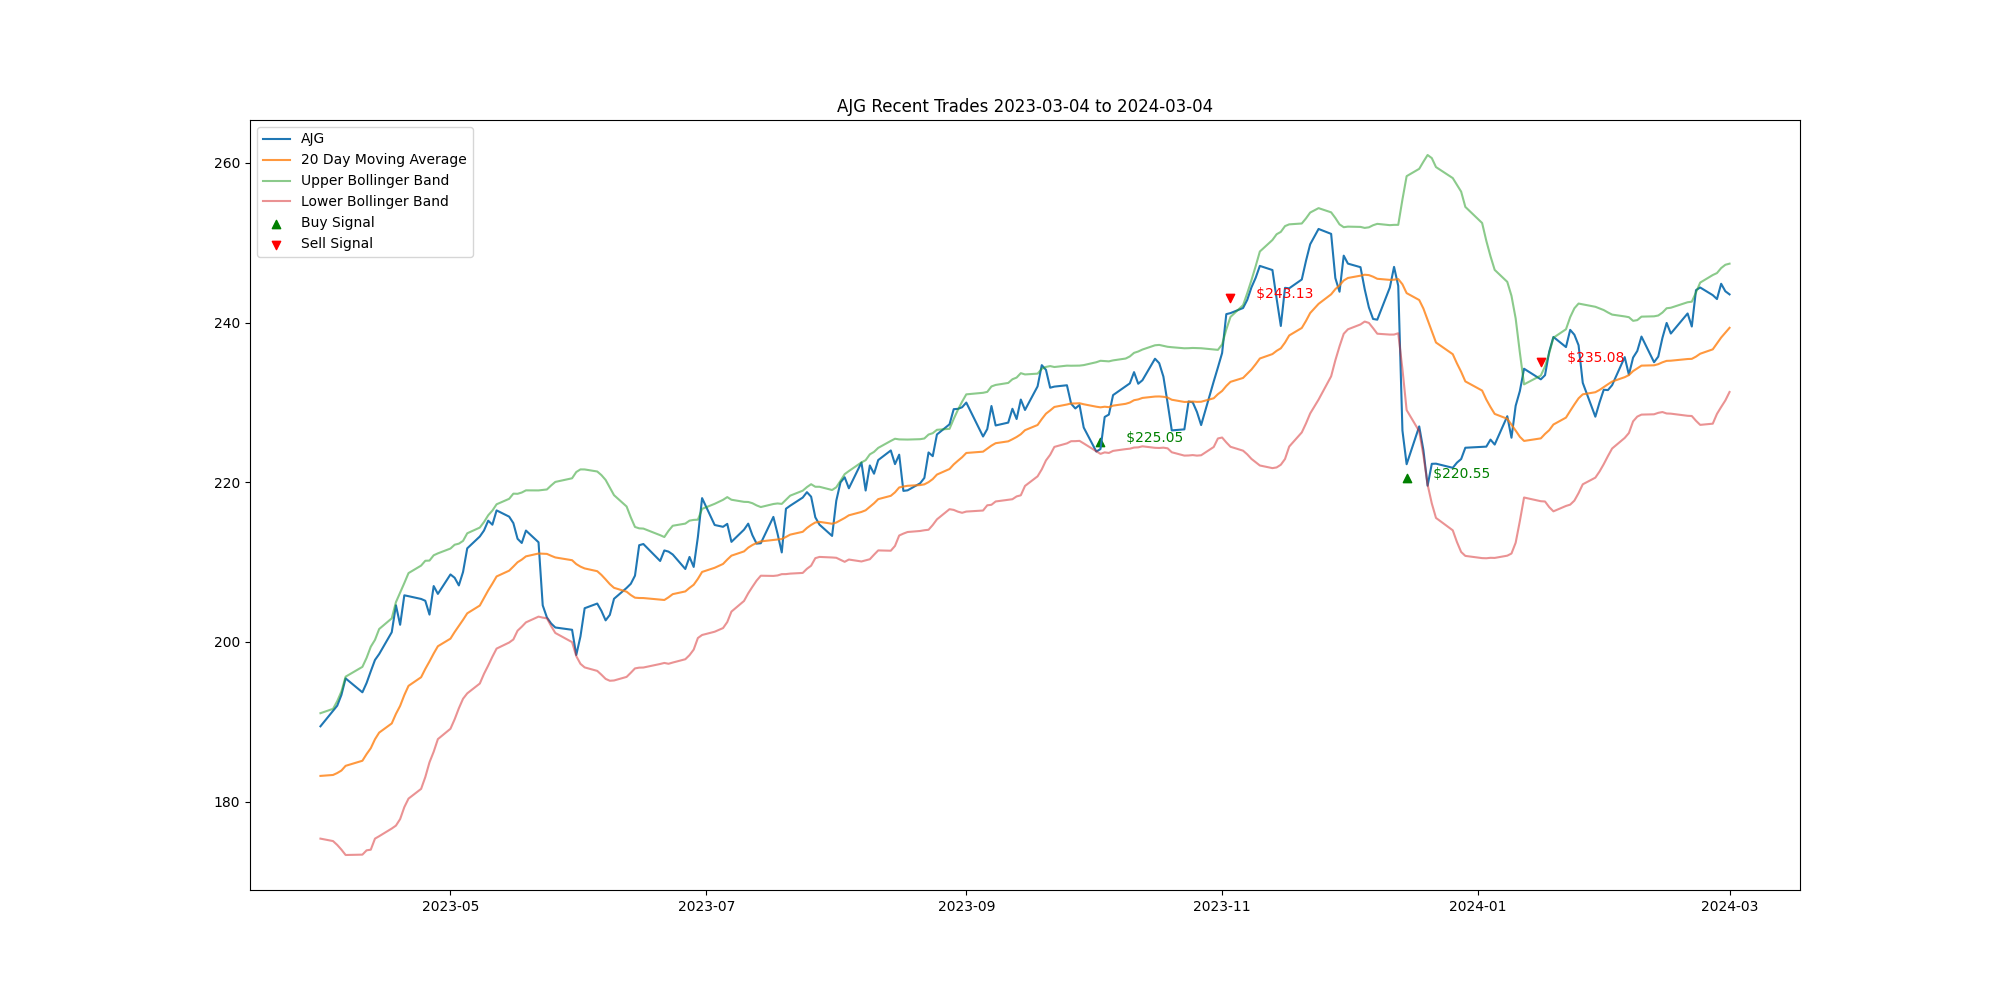 AJG Recent Trades 2023-03-04 to 2024-03-04
AJG
20 Day Moving Average
Upper Bollinger Band
Lower Bollinger Band
Buy Signal
Sell Signal
260
240
220
200
180
$243.13
$235.08
$225.05
$220.55
2023-05
2023-07
2023-09
2023-11
2024-01
2024-03